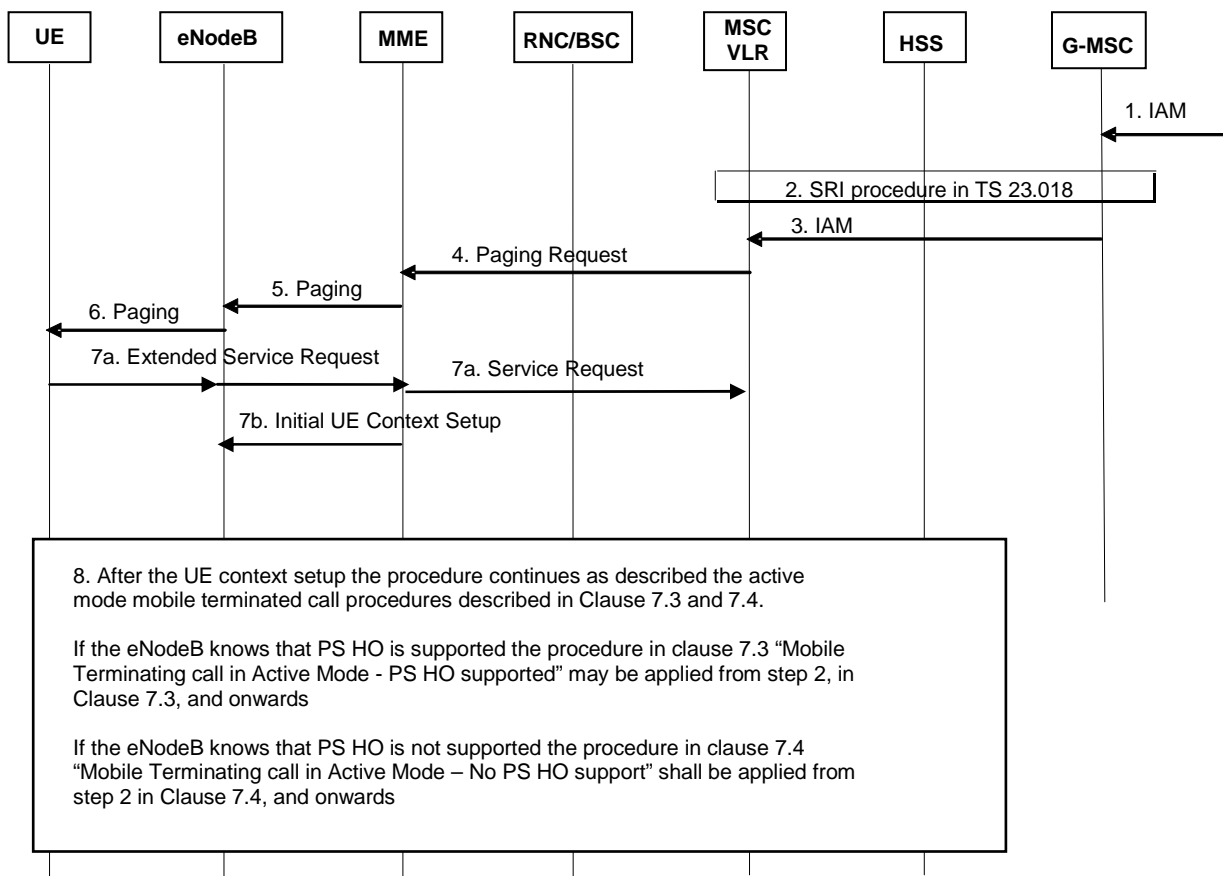 UE
eNodeB
MME
RNC/BSC
MSC
VLR
HSS
G-MSC
1. IAM
2. SRI procedure in TS 23.018
3. IAM
4. Paging Request
5. Paging
6. Paging
7a. Extended Service Request
7a. Service Request
7b. Initial UE Context Setup
8. After the UE context setup the procedure continues as described the active
mode mobile terminated call procedures described in Clause 7.3 and 7.4.
If the eNodeB knows that PS HO is supported the procedure in clause 7.3 “Mobile
Terminating call in Active Mode - PS HO supported” may be applied from step 2, in
Clause 7.3, and onwards
If the eNodeB knows that PS HO is not supported the procedure in clause 7.4
“Mobile Terminating call in Active Mode – No PS HO support” shall be applied from
step 2 in Clause 7.4, and onwards